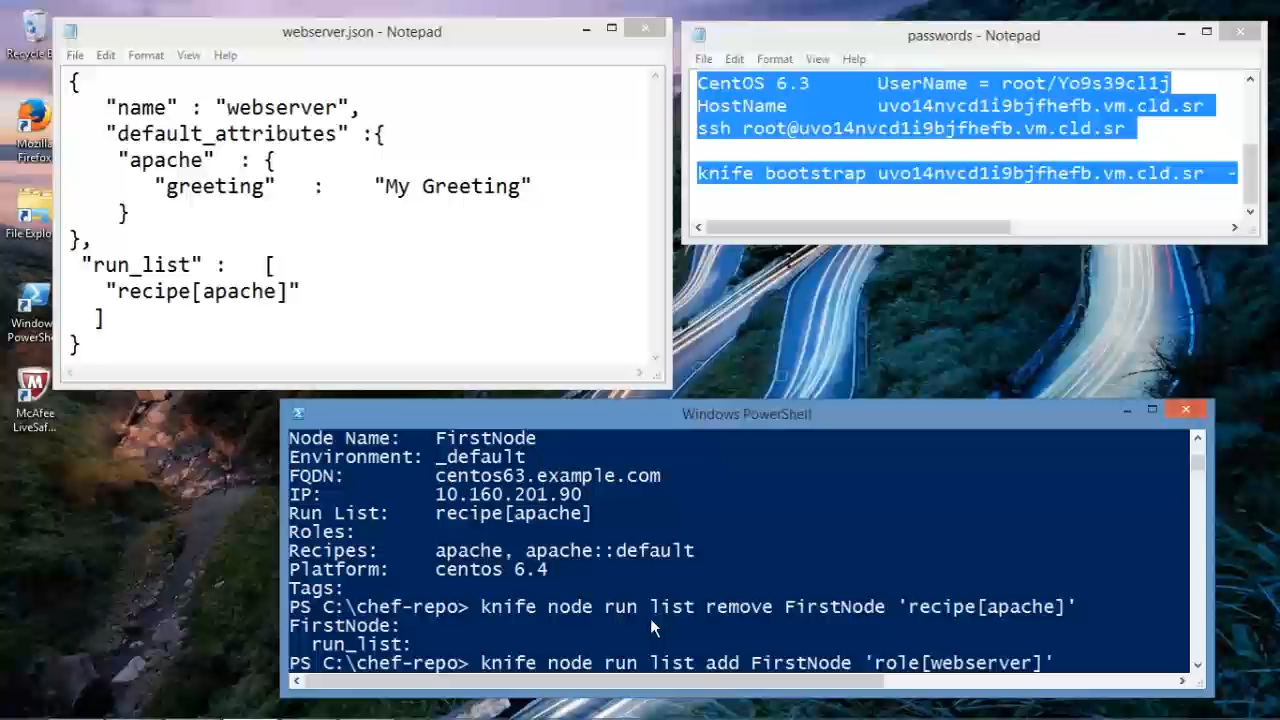 Recycle B
Mozilla
Firefox
File Explo
Window
PowerShe
McAfee
LiveSaf...
webserver.json - Notepad
File Edit Format View Help
{
"name" : "webserver",
"default_attributes" :{
"apache" : {
"greeting" : "My Greeting"
}
},
"run_list" : [
"recipe[apache]"
]
}
passwords - Notepad
File Edit Format View Help
CentOS 6.3 UserName = root/Yo9s39cl1j
HostName uvo14nvcd1i9bjfhefb.vm.cld.sr
ssh root@uvo14nvcd1i9bjfhefb.vm.cld.sr
knife bootstrap uvo14nvcd1i9bjfhefb.vm.cld.sr -
Windows PowerShell
Node Name: FirstNode
Environment: _default
FQDN: centos63.example.com
IP: 10.160.201.90
Run List: recipe[apache]
Roles:
Recipes: apache, apache::default
Platform: centos 6.4
Tags:
PS C:\chef-repo> knife node run list remove FirstNode 'recipe[apache]'
FirstNode:
run_list:
PS C:\chef-repo> knife node run list add FirstNode 'role[webserver]'